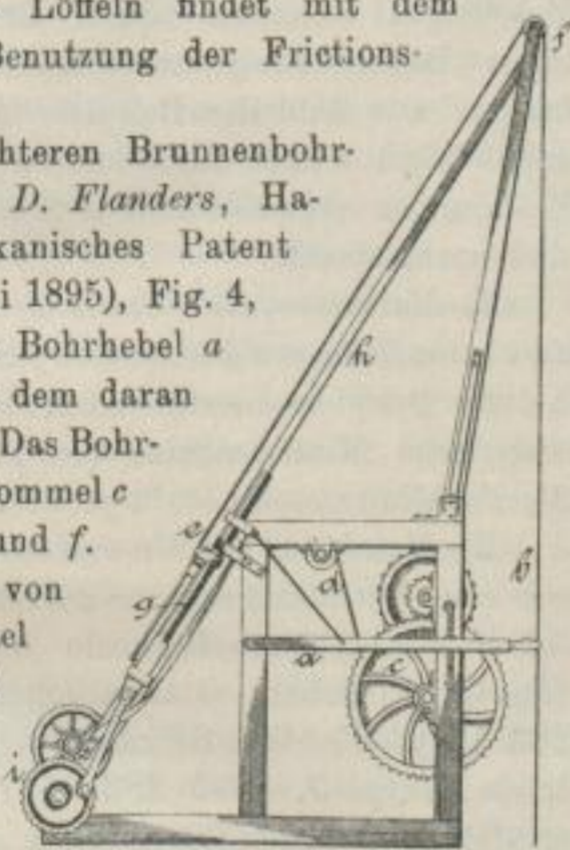 Löffeln findet mit dem
Benutzung der Frictions-
hteren Brunnenbohr-
D. Flanders, Ha-
kanisches Patent
i 1895), Fig. 4,
Bohrhebel a
dem daran
Das Bohr-
ommel c
und f.
von
el
f
h
e
d
b
g
a
c
i